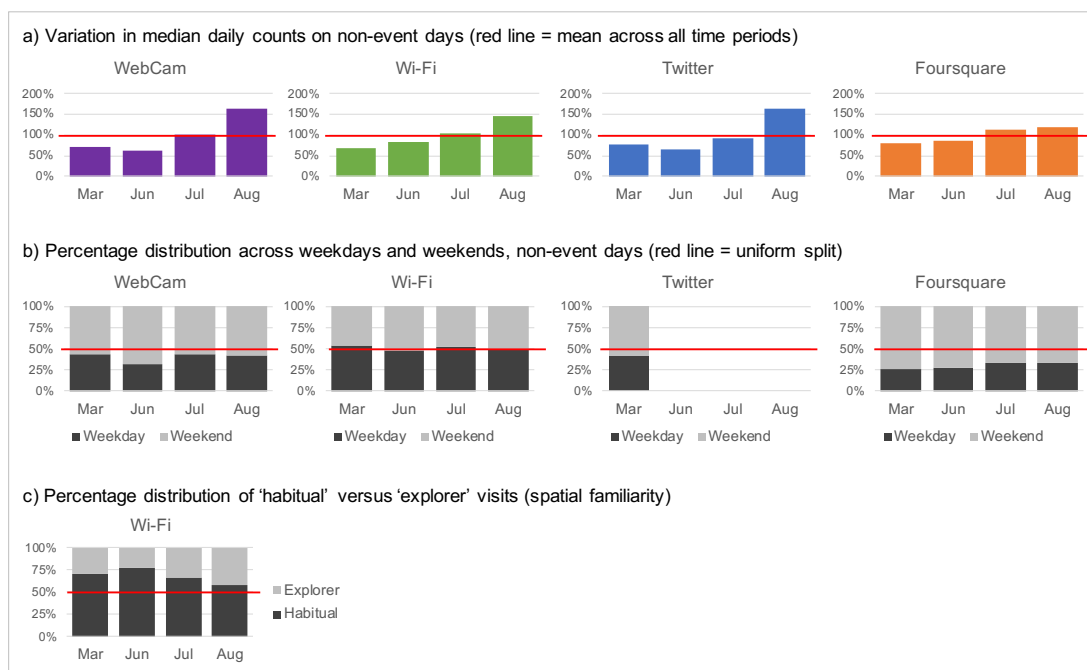 a) Variation in median daily counts on non-event days (red line = mean across all time periods)
WebCam Wi-Fi Twitter Foursquare
200% 200% 200% 200%
150% 150% 150% 150%
100% 100% 100% 100%
50% 50% 50% 50%
0% 0% 0% 0%
Mar Jun Jul Aug Mar Jun Jul Aug Mar Jun Jul Aug Mar Jun Jul Aug
b) Percentage distribution across weekdays and weekends, non-event days (red line = uniform split)
WebCam Wi-Fi Twitter Foursquare
100% 100% 100% 100%
75% 75% 75% 75%
50% 50% 50% 50%
25% 25% 25% 25%
0% 0% 0% 0%
Mar Jun Jul Aug Mar Jun Jul Aug Mar Jun Jul Aug Mar Jun Jul Aug
Weekday Weekend Weekday Weekend Weekday Weekend Weekday Weekend
c) Percentage distribution of ‘habitual’ versus ‘explorer’ visits (spatial familiarity)
Wi-Fi
100%
75%
50%
25%
0%
Mar Jun Jul Aug
Explorer
Habitual